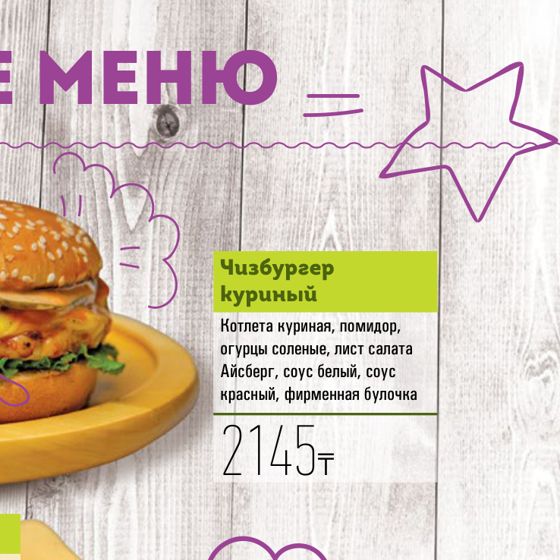 Е МЕНЮ
Чизбургер
куриный
Котлета куриная, помидор,
огурцы соленые, лист салата
Айсберг, соус белый, соус
красный, фирменная булочка
2145₸